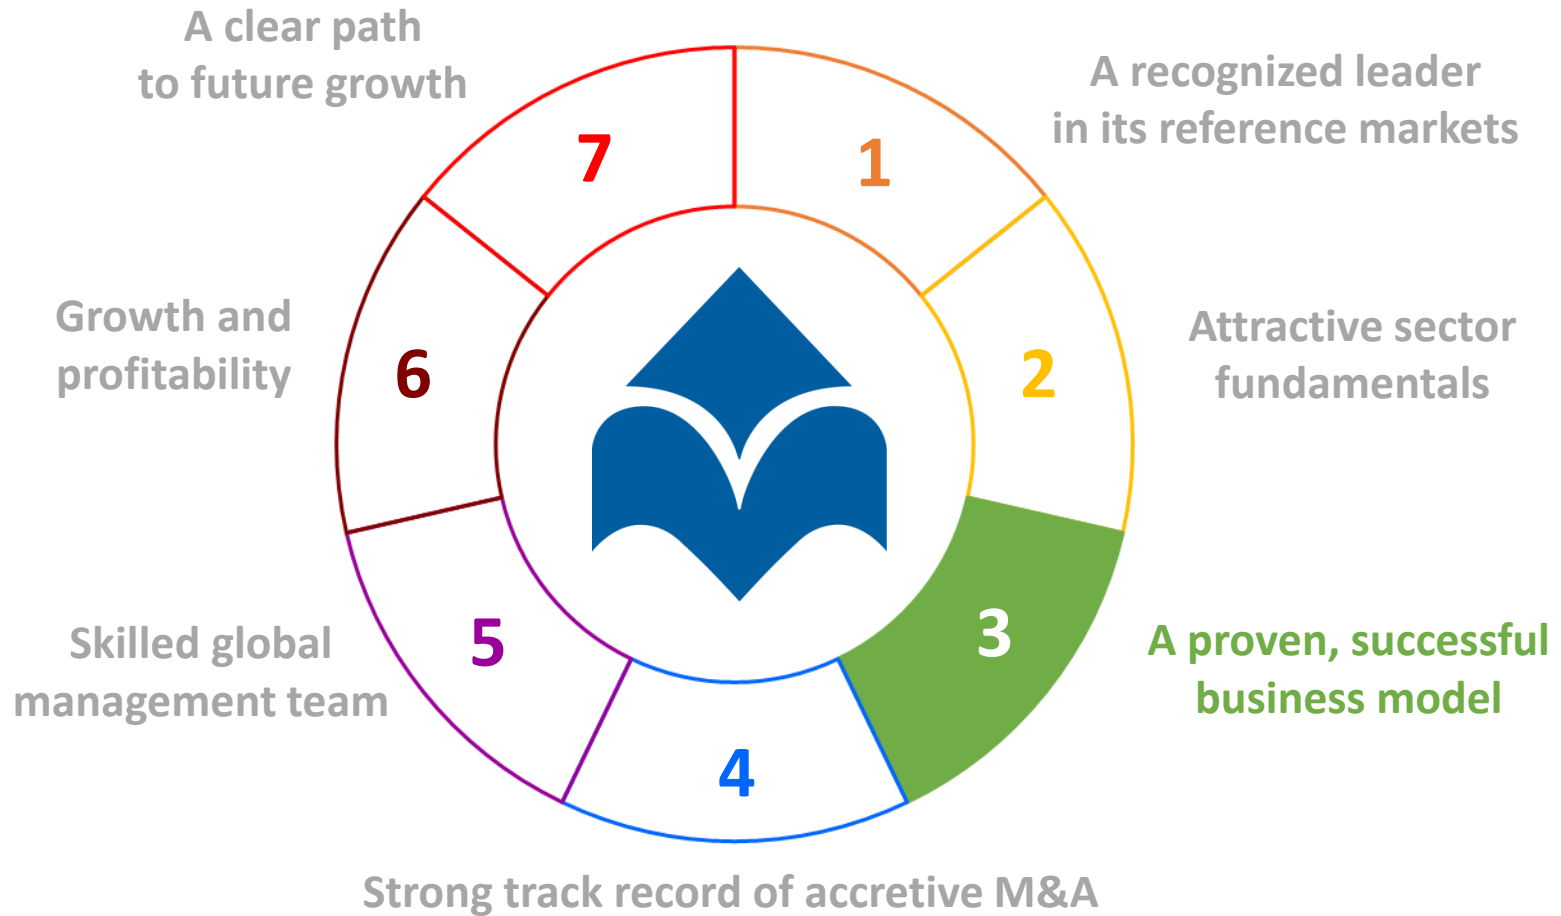 A clear path
to future growth
7
1
A recognized leader
in its reference markets
Growth and
profitability
6
2
Attractive sector
fundamentals
Skilled global
management team
5
3
A proven, successful
business model
4
Strong track record of accretive M&A